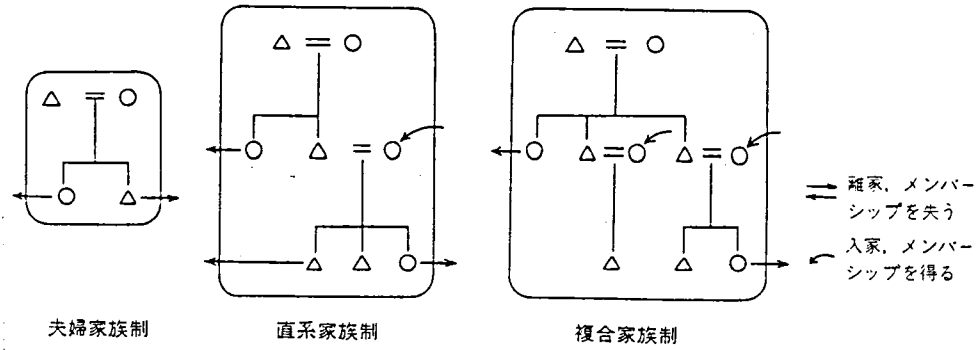 離家，メンバー
シップを失う
入家，メンバー
シップを得る
夫婦家族制
直系家族制
複合家族制